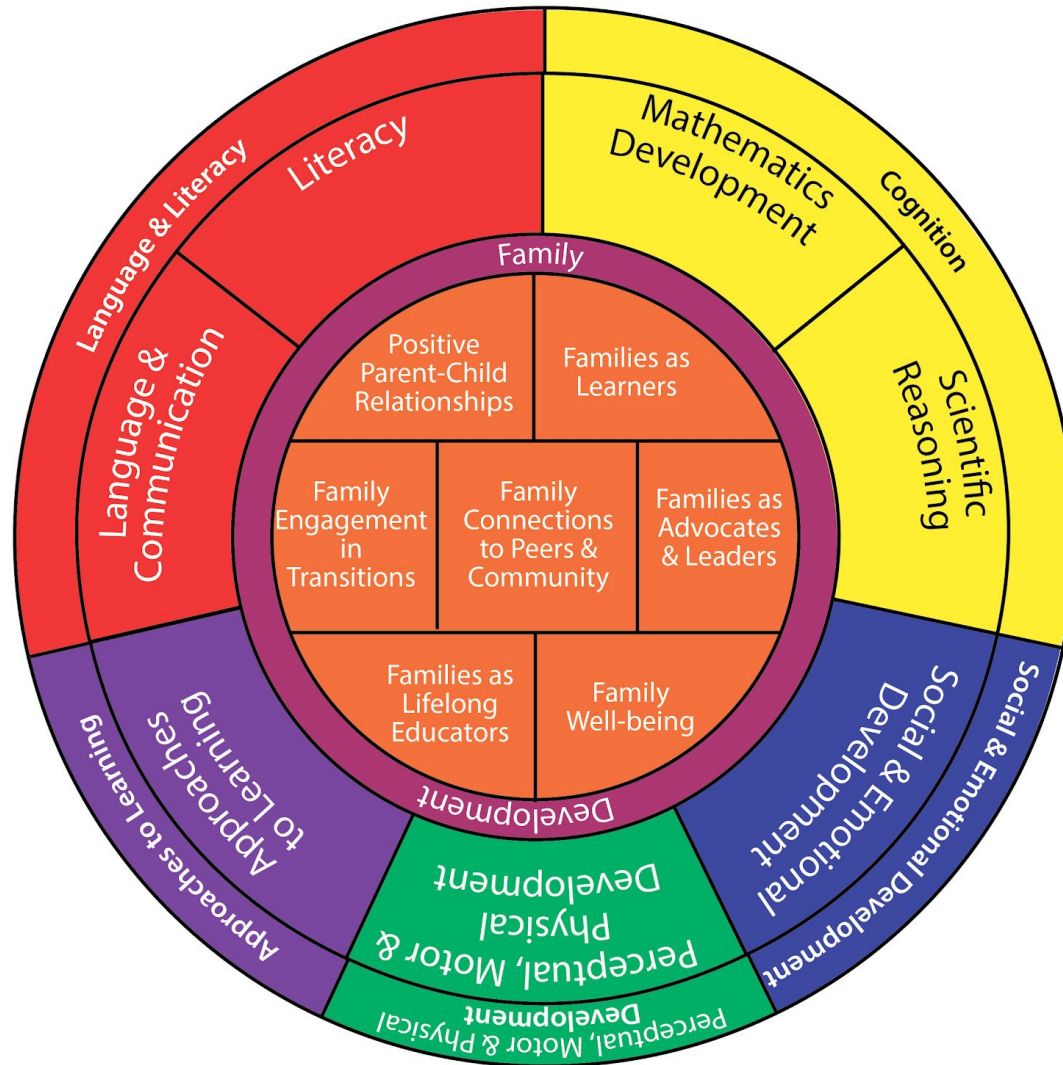 Language & Literacy
Literacy
Language &
Communication
Cognition
Mathematics
Development
Scientific
Reasoning
Social & Emotional Development
Social & Emotional
Development
Perceptual, Motor &
Physical
Development
Perceptual, Motor & Physical
Development
Approaches to Learning
Approaches
to Learning
Family
Development
Positive
Parent-Child
Relationships
Families as
Learners
Family
Engagement
in
Transitions
Family
Connections
to Peers &
Community
Families as
Advocates
& Leaders
Families as
Lifelong
Educators
Family
Well-being